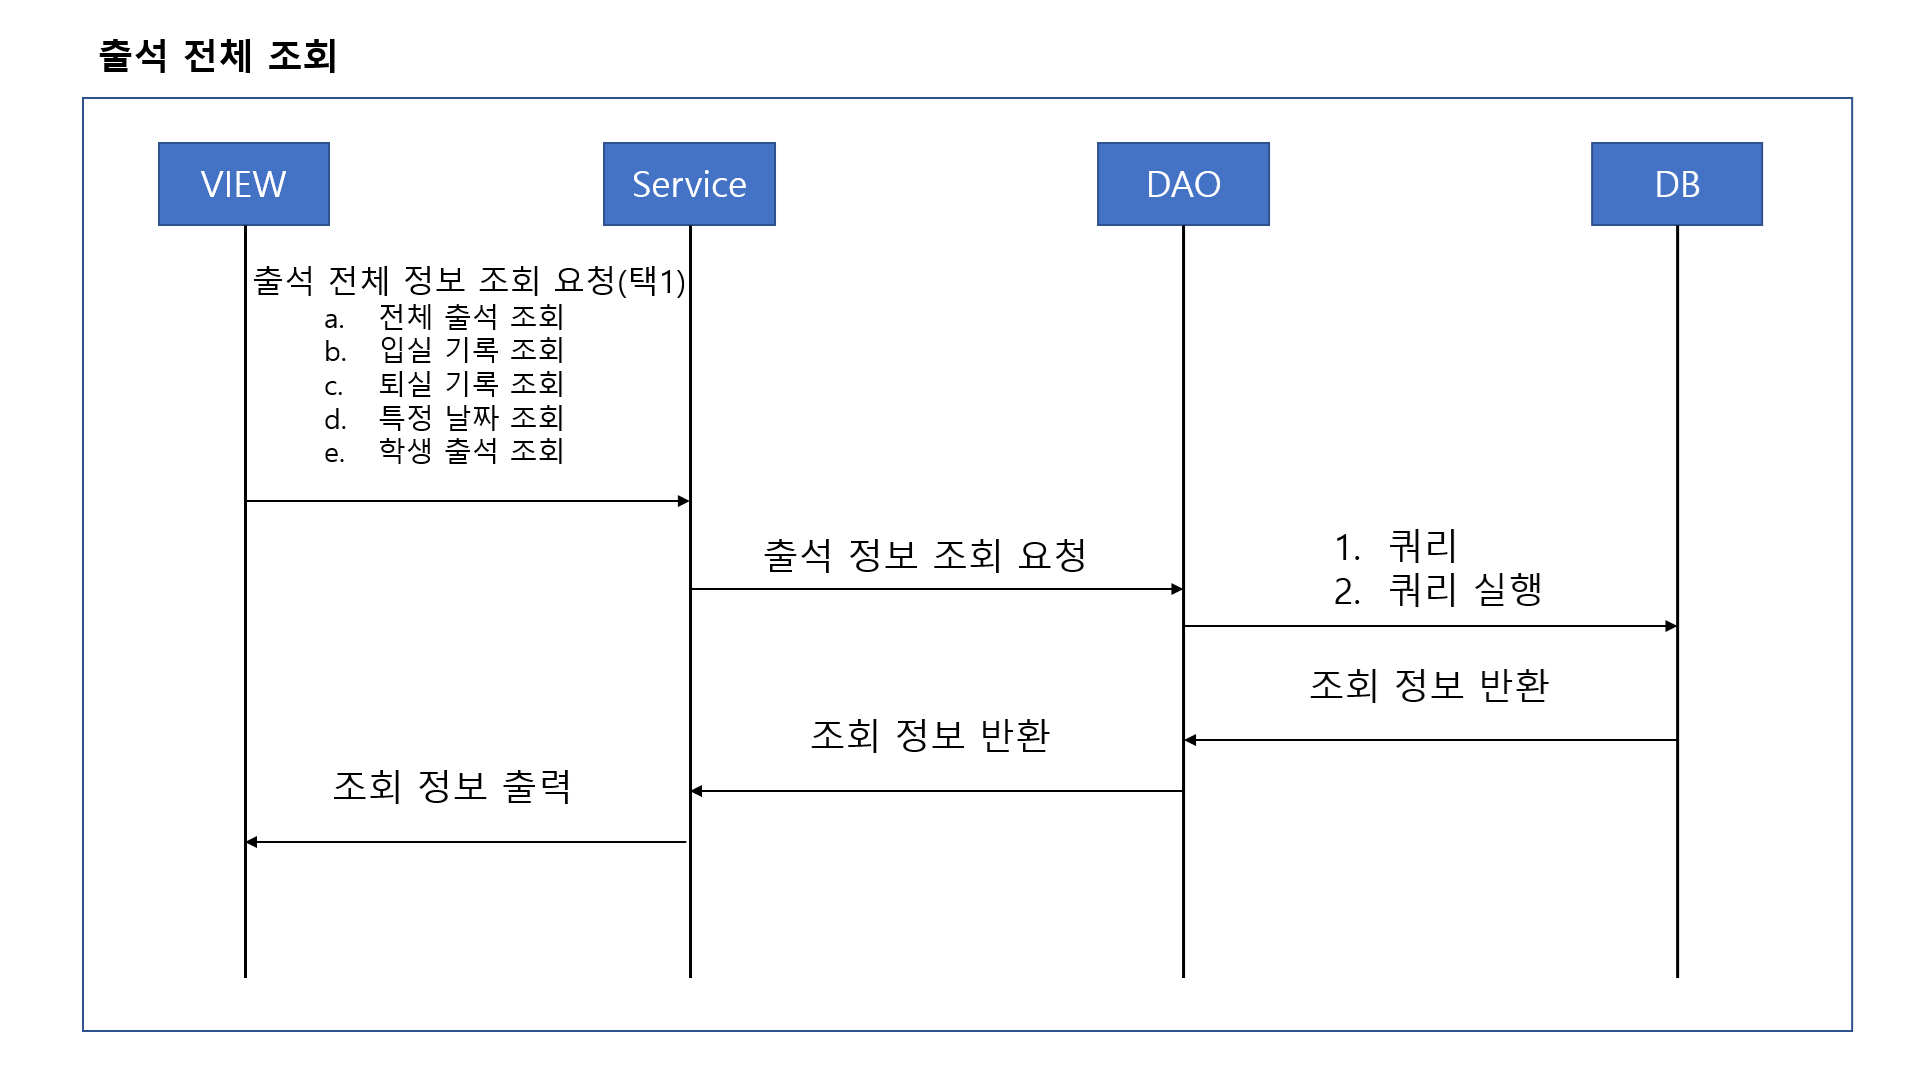 출석 전체 조회
VIEW
Service
DAO
DB
출석 전체 정보 조회 요청(택1)
a. 전체 출석 조회
b. 입실 기록 조회
c. 퇴실 기록 조회
d. 특정 날짜 조회
e. 학생 출석 조회
출석 정보 조회 요청
1. 쿼리
2. 쿼리 실행
조회 정보 반환
조회 정보 반환
조회 정보 출력